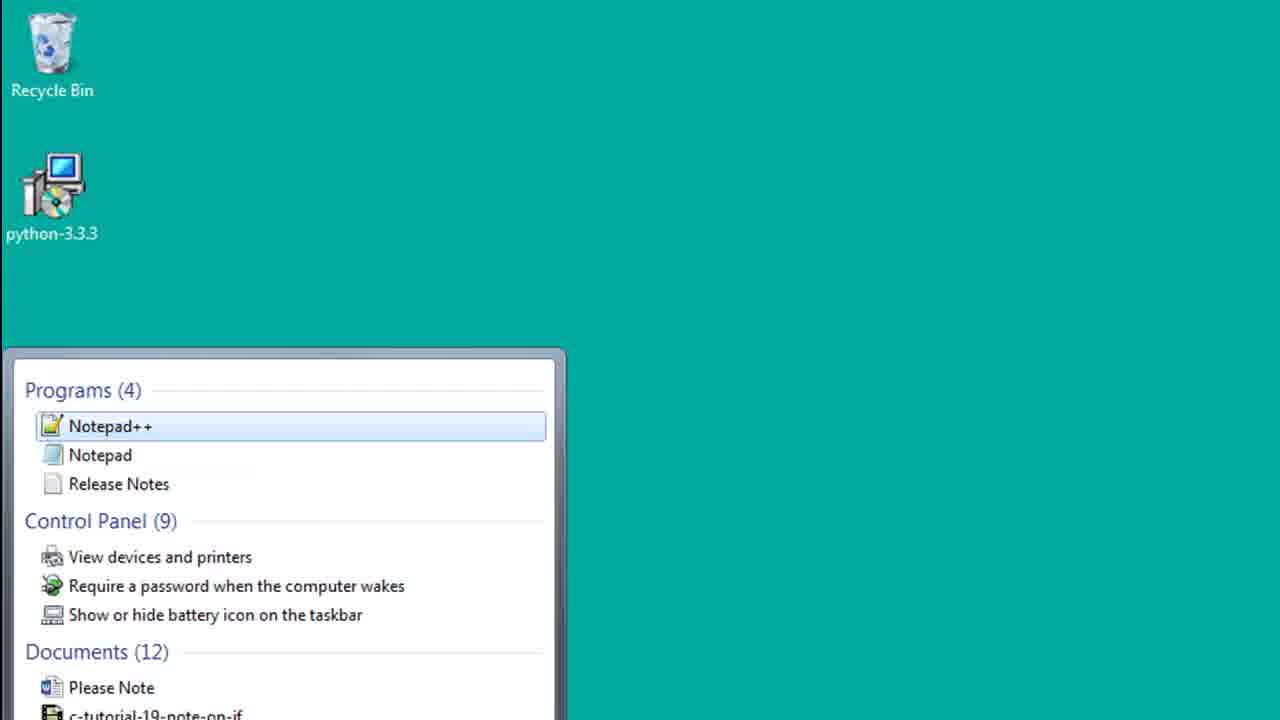 Recycle Bin
python-3.3.3
Programs (4)
Notepad++
Notepad
Release Notes
Control Panel (9)
View devices and printers
Require a password when the computer wakes
Show or hide battery icon on the taskbar
Documents (12)
Please Note
c-tutorial-19-note-on-if